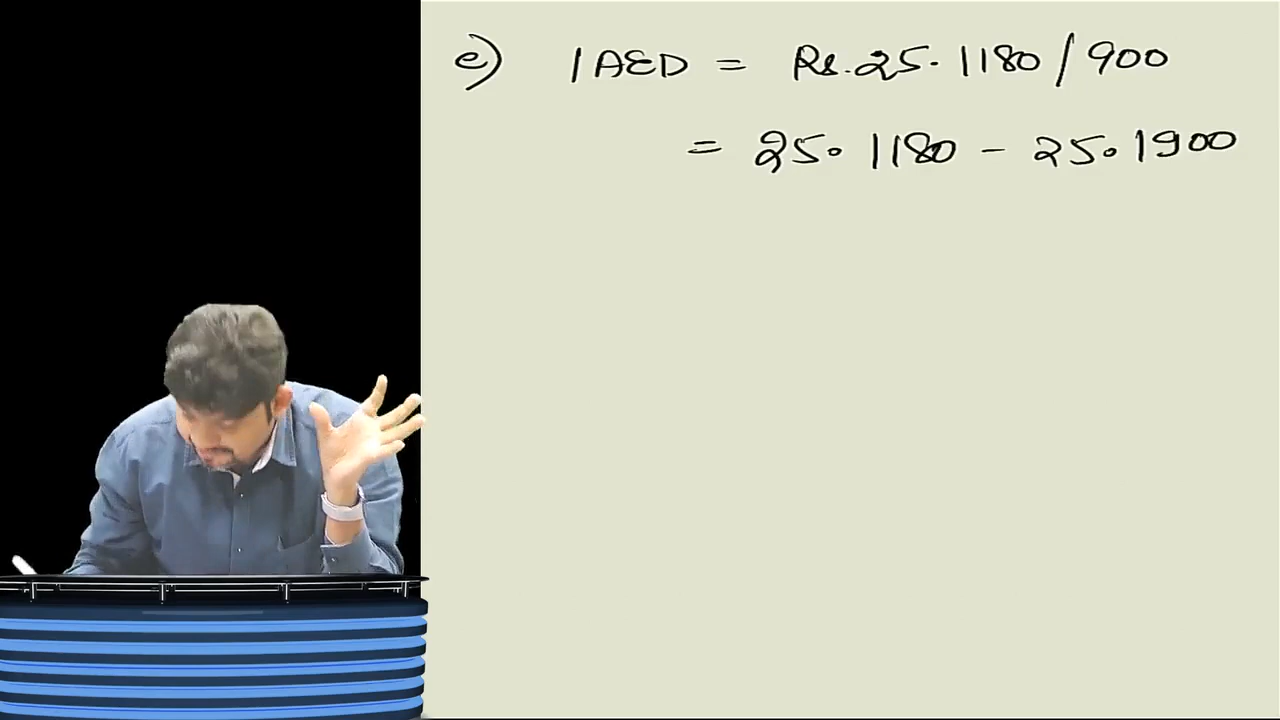 e) 1 AED = Rs. 25.1180/900
= 25.1180 - 25.1900